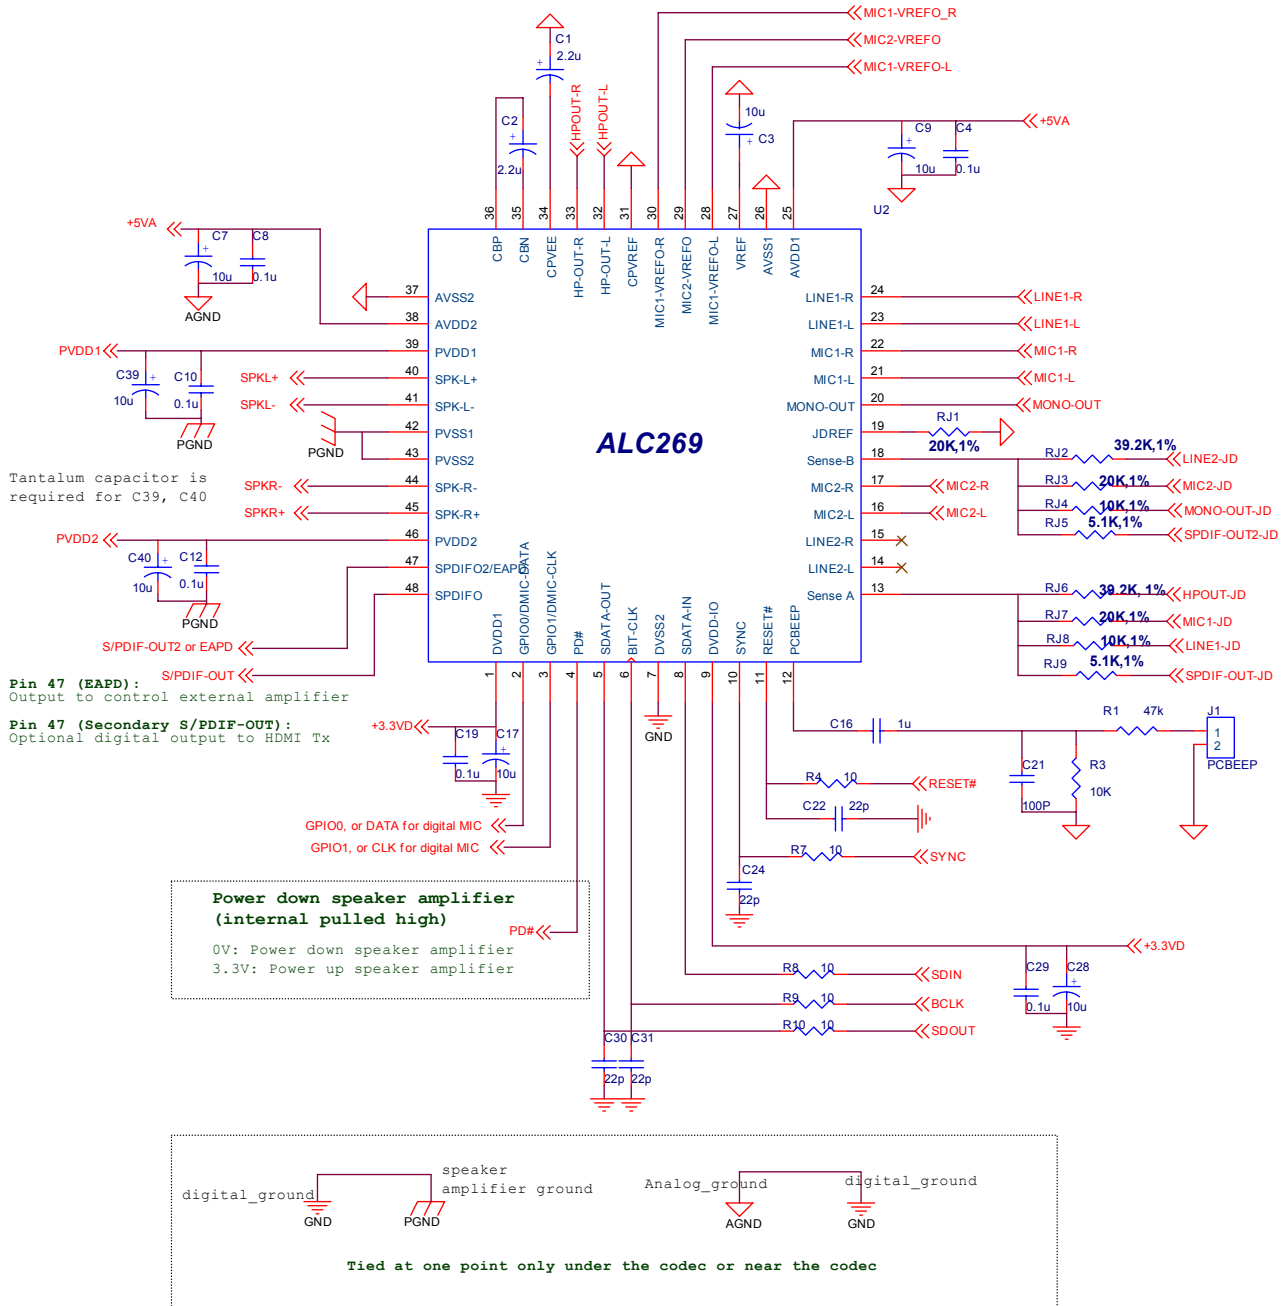 MIC1-VREFO_R
MIC2-VREFO
MIC1-VREFO-L
C1
2.2u
HPOUT-R
HPOUT-L
C2
2.2u
10u
C3
C9
10u
C4
0.1u
+5VA
U2
36
35
34
33
32
31
30
29
28
27
26
25
CBP
CBN
CPVEE
HP-OUT-R
HP-OUT-L
CPVREF
MIC1-VREFO-R
MIC2-VREFO
MIC1-VREFO-L
VREF
AVSS1
AVDD1
+5VA
C7
10u
C8
0.1u
AGND
37 AVSS2
38 AVDD2
PVDD1
39 PVDD1
C39
10u
C10
0.1u
PGND
SPKL+
40 SPK-L+
SPKL-
41 SPK-L-
42 PVSS1
PGND
43 PVSS2
Tantalum capacitor is
required for C39, C40
SPKR-
44 SPK-R-
SPKR+
45 SPK-R+
PVDD2
46 PVDD2
C40
10u
C12
0.1u
PGND
47 SPDIFO2/EAPD
48 SPDIFO
S/PDIF-OUT2 or EAPD
S/PDIF-OUT
Pin 47 (EAPD):
Output to control external amplifier
Pin 47 (Secondary S/PDIF-OUT):
Optional digital output to HDMI Tx
ALC269
LINE1-R 24 LINE1-R
LINE1-L 23 LINE1-L
MIC1-R 22 MIC1-R
MIC1-L 21 MIC1-L
MONO-OUT 20 MONO-OUT
JDREF 19
RJ1
20K,1%
Sense-B 18
RJ2 39.2K,1% LINE2-JD
RJ3 20K,1% MIC2-JD
RJ4 10K,1% MONO-OUT-JD
RJ5 5.1K,1% SPDIF-OUT2-JD
MIC2-R 17 MIC2-R
MIC2-L 16 MIC2-L
LINE2-R 15
LINE2-L 14
Sense A 13
RJ6 39.2K, 1% HPOUT-JD
RJ7 20K,1% MIC1-JD
RJ8 10K,1% LINE1-JD
RJ9 5.1K,1% SPDIF-OUT-JD
DVDD1
GPIO0/DMIC-DATA
GPIO1/DMIC-CLK
PD#
SDATA-OUT
BIT-CLK
DVSS2
SDATA-IN
DVDD-IO
SYNC
RESET#
PCBEEP
1
2
3
4
5
6
7
8
9
10
11
12
+3.3VD
C19
0.1u
C17
10u
GND
C16 1u
R1 47k
J1
1
2
PCBEEP
C21
100P
R3
10K
R4 10 RESET#
C22 22p
R7 10 SYNC
C24
22p
GPIO0, or DATA for digital MIC
GPIO1, or CLK for digital MIC
Power down speaker amplifier
(internal pulled high)
0V: Power down speaker amplifier
3.3V: Power up speaker amplifier
PD#
+3.3VD
C29
0.1u
C28
10u
R8 10 SDIN
R9 10 BCLK
R10 10 SDOUT
C30
22p
C31
22p
digital_ground
GND
speaker
amplifier ground
PGND
Analog_ground
AGND
digital_ground
GND
Tied at one point only under the codec or near the codec